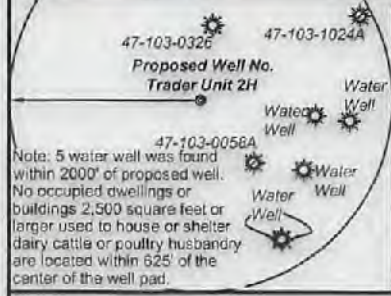 47-103-0326
47-103-1024A
Proposed Well No.
Trader Unit 2H
Water
Well
Water
Well
47-103-0058A
Note: 5 water well was found
within 2000' of proposed well.
No occupied dwellings or
buildings 2,500 square feet or
larger used to house or shelter
dairy cattle or poultry husbandry
are located within 625' of the
center of the well pad.
Water
Well
Water
Well